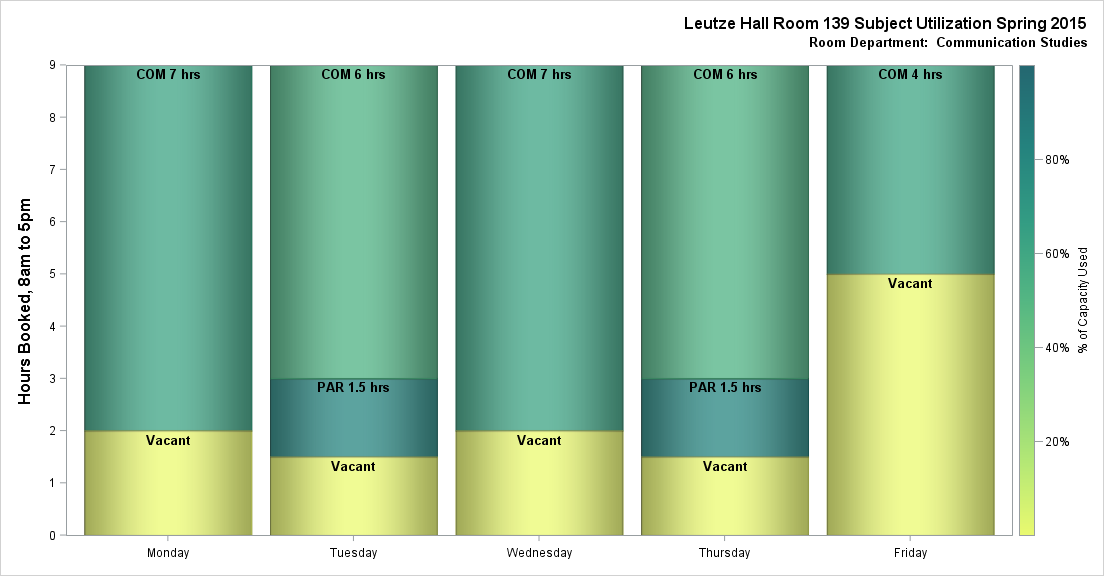 Leutze Hall Room 139 Subject Utilization Spring 2015
Room Department:  Communication Studies
Hours Booked, 8am to 5pm
9
8
7
6
5
4
3
2
1
0
COM 7 hrs
Vacant
COM 6 hrs
PAR 1.5 hrs
Vacant
COM 7 hrs
Vacant
COM 6 hrs
PAR 1.5 hrs
Vacant
COM 4 hrs
Vacant
Monday
Tuesday
Wednesday
Thursday
Friday
80%
60%
40%
20%
% of Capacity Used